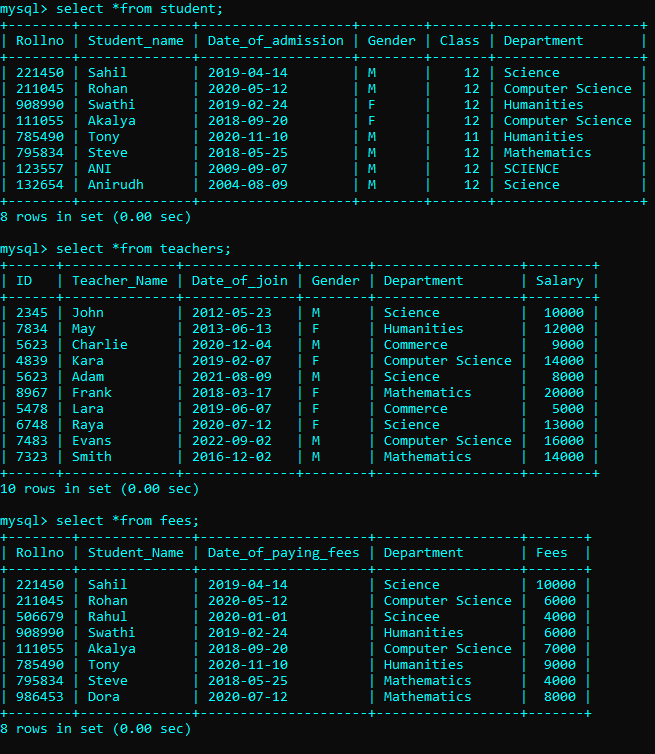 mysql> select *from student;
+--------+--------------+-------------------+--------+-------+------------------+
| Rollno | Student_name | Date_of_admission | Gender | Class | Department       |
+--------+--------------+-------------------+--------+-------+------------------+
| 221450 | Sahil        | 2019-04-14        | M      |    12 | Science          |
| 211045 | Rohan        | 2020-05-12        | M      |    12 | Computer Science |
| 908990 | Swathi       | 2019-02-24        | F      |    12 | Humanities       |
| 111055 | Akalya       | 2018-09-20        | F      |    12 | Computer Science |
| 785490 | Tony         | 2020-11-10        | M      |    11 | Humanities       |
| 795834 | Steve        | 2018-05-25        | M      |    12 | Mathematics      |
| 123557 | ANI          | 2009-09-07        | M      |    12 | SCIENCE          |
| 132654 | Anirudh      | 2004-08-09        | M      |    12 | Science          |
+--------+--------------+-------------------+--------+-------+------------------+
8 rows in set (0.00 sec)
mysql> select *from teachers;
+------+--------------+--------------+--------+------------------+--------+
| ID   | Teacher_Name | Date_of_join | Gender | Department       | Salary |
+------+--------------+--------------+--------+------------------+--------+
| 2345 | John         | 2012-05-23   | M      | Science          |  10000 |
| 7834 | May          | 2013-06-13   | F      | Humanities       |  12000 |
| 5623 | Charlie      | 2020-12-04   | M      | Commerce         |   9000 |
| 4839 | Kara         | 2019-02-07   | F      | Computer Science |  14000 |
| 5623 | Adam         | 2021-08-09   | M      | Science          |   8000 |
| 8967 | Frank        | 2018-03-17   | F      | Mathematics      |  20000 |
| 5478 | Lara         | 2019-06-07   | F      | Commerce         |   5000 |
| 6748 | Raya         | 2020-07-12   | F      | Science          |  13000 |
| 7483 | Evans        | 2022-09-02   | M      | Computer Science |  16000 |
| 7323 | Smith        | 2016-12-02   | M      | Mathematics      |  14000 |
+------+--------------+--------------+--------+------------------+--------+
10 rows in set (0.00 sec)
mysql> select *from fees;
+--------+--------------+---------------------+------------------+-------+
| Rollno | Student_Name | Date_of_paying_fees | Department       | Fees  |
+--------+--------------+---------------------+------------------+-------+
| 221450 | Sahil        | 2019-04-14          | Science          | 10000 |
| 211045 | Rohan        | 2020-05-12          | Computer Science |  6000 |
| 506679 | Rahul        | 2020-01-01          | Scincee          |  4000 |
| 908990 | Swathi       | 2019-02-24          | Humanities       |  6000 |
| 111055 | Akalya       | 2018-09-20          | Computer Science |  7000 |
| 785490 | Tony         | 2020-11-10          | Humanities       |  9000 |
| 795834 | Steve        | 2018-05-25          | Mathematics      |  4000 |
| 986453 | Dora         | 2020-07-12          | Mathematics      |  8000 |
+--------+--------------+---------------------+------------------+-------+
8 rows in set (0.00 sec)